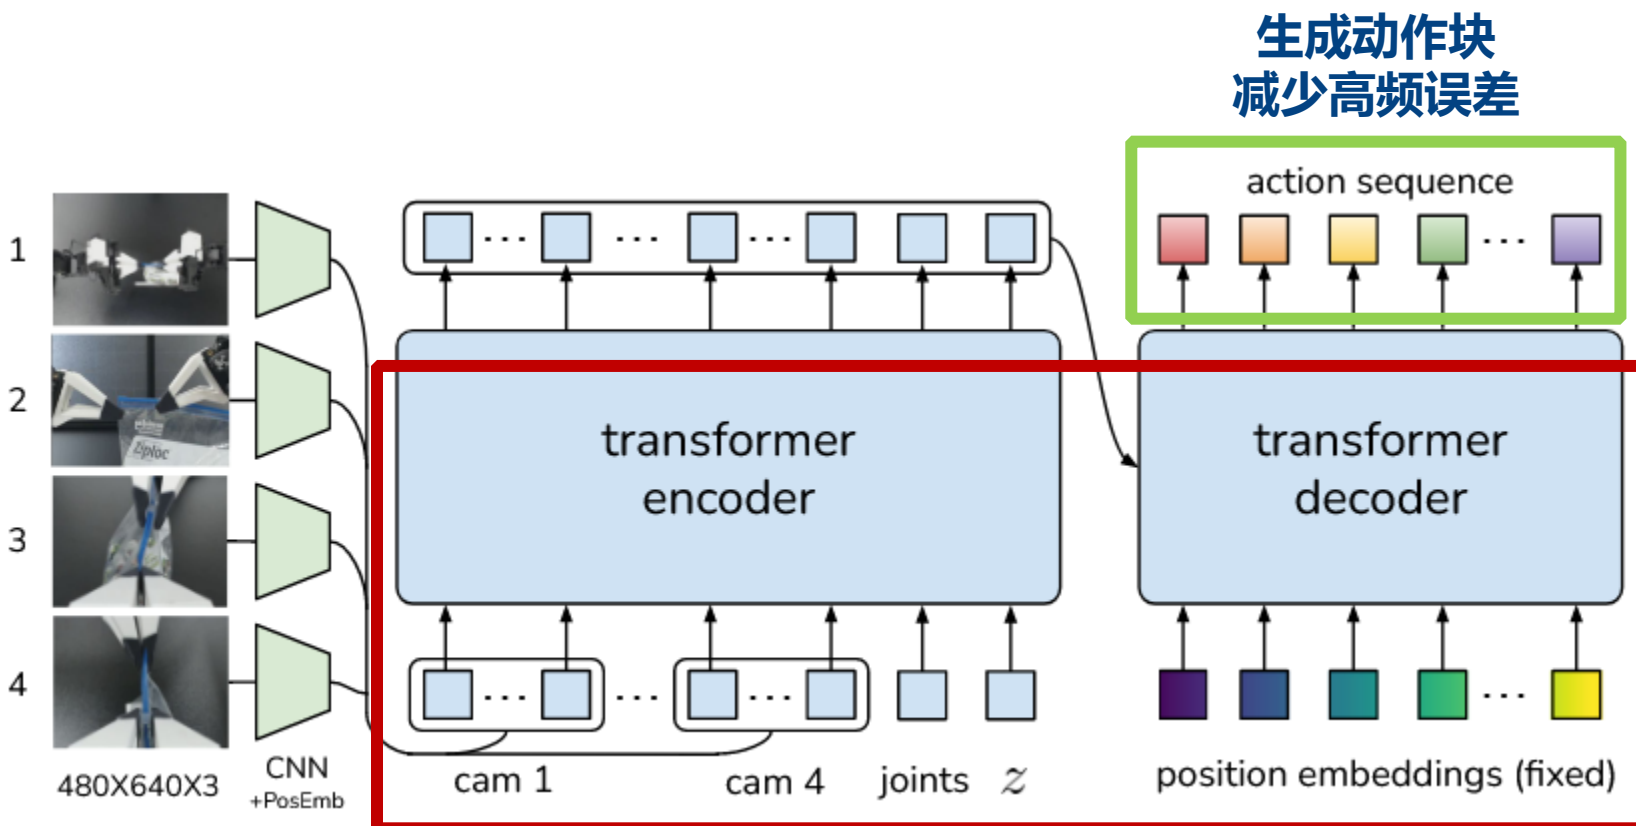 生成动作块
减少高频误差
action sequence
1
2
3
4
Ziploc
transformer
encoder
transformer
decoder
480X640X3
CNN
+PosEmb
cam 1
cam 4
joints
z
position embeddings (fixed)